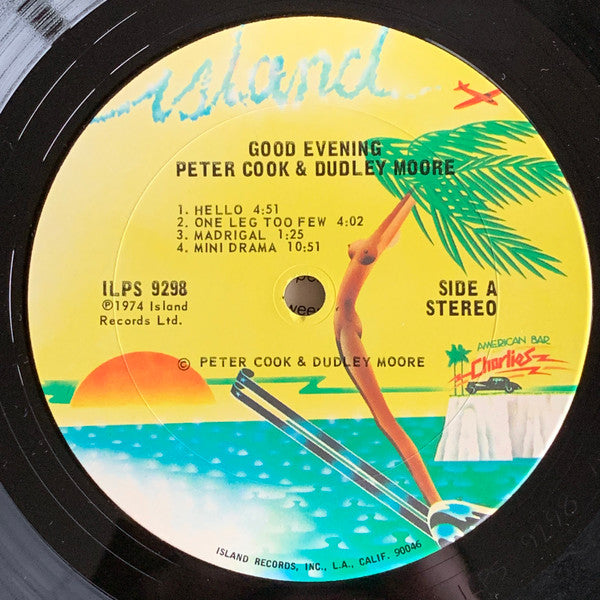 island
GOOD EVENING
PETER COOK & DUDLEY MOORE
1. HELLO 4:51
2. ONE LEG TOO FEW 4:02
3. MADRIGAL 1:25
4. MINI DRAMA 10:51
ILPS 9298
℗1974 Island
Records Ltd.
SIDE A
STEREO
© PETER COOK & DUDLEY MOORE
AMERICAN BAR
Charlies
ISLAND RECORDS, INC., L.A., CALIF. 90046